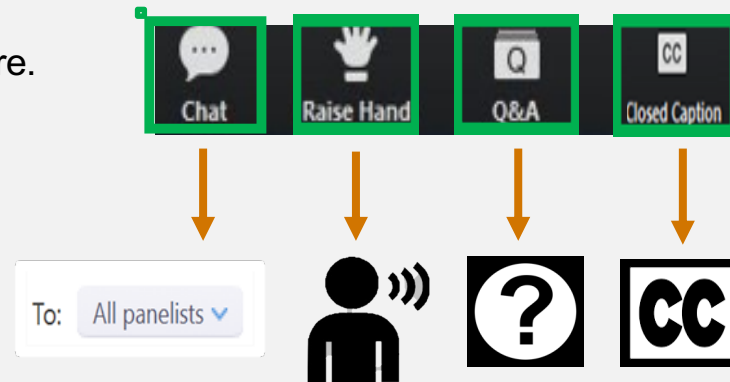 re.
CC
Q
Chat Raise Hand Q&A Closed Caption
To: All panelists
?
CC